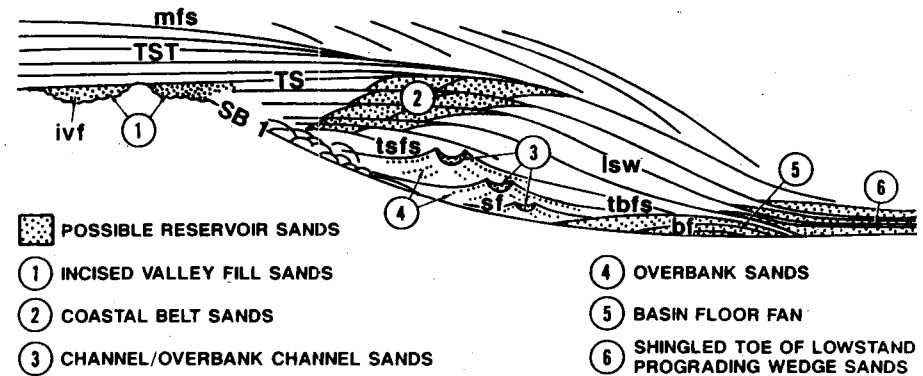 mfs
TST
TS
ivf
1
SB 1
2
tsfs
3
lsw
4
sf
tbfs
bf
5
6
POSSIBLE RESERVOIR SANDS
1 INCISED VALLEY FILL SANDS
2 COASTAL BELT SANDS
3 CHANNEL/OVERBANK CHANNEL SANDS
4 OVERBANK SANDS
5 BASIN FLOOR FAN
6 SHINGLED TOE OF LOWSTAND
PROGRADING WEDGE SANDS